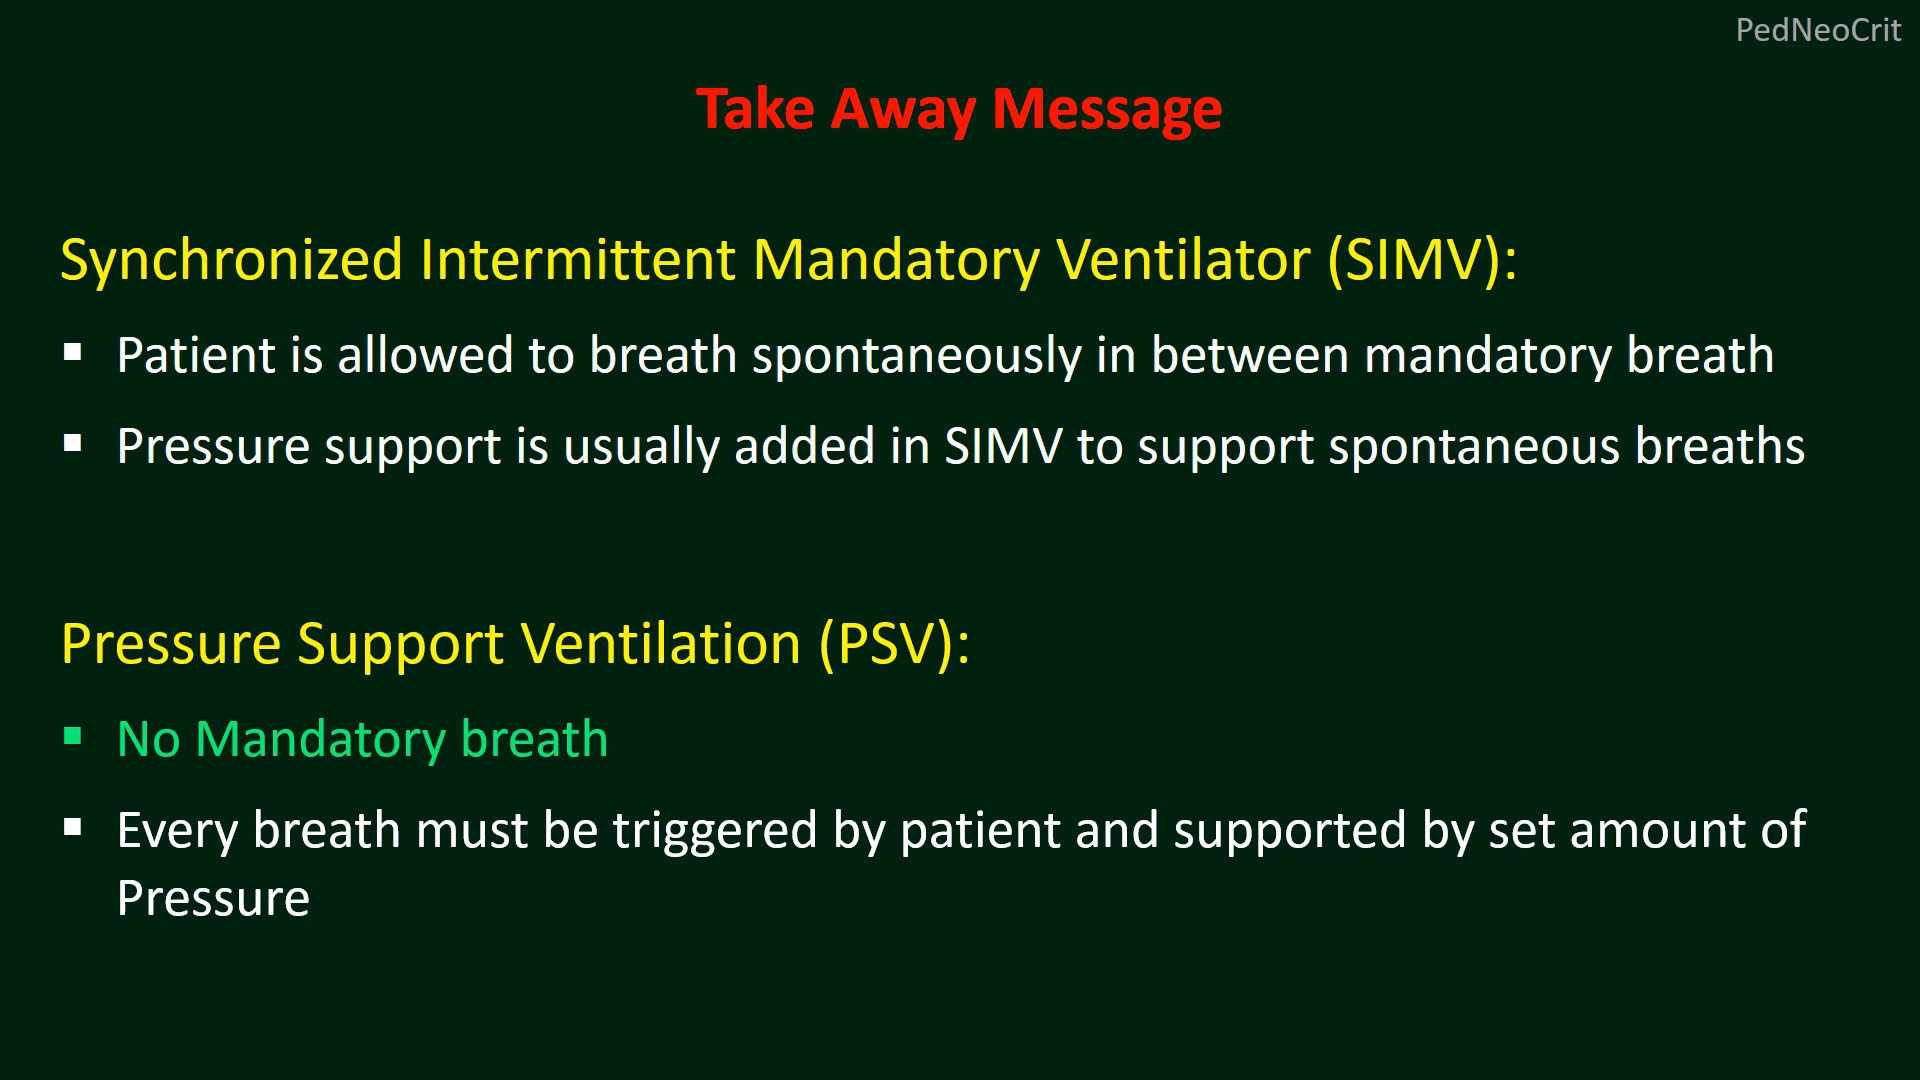 PedNeoCrit
Take Away Message
Synchronized Intermittent Mandatory Ventilator (SIMV):
▪ Patient is allowed to breath spontaneously in between mandatory breath
▪ Pressure support is usually added in SIMV to support spontaneous breaths
Pressure Support Ventilation (PSV):
▪ No Mandatory breath
▪ Every breath must be triggered by patient and supported by set amount of
Pressure